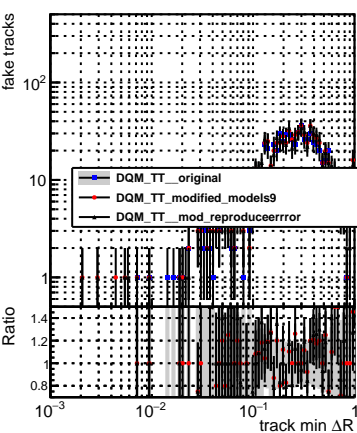 fake tracks
10²
DQM_TT__original
DQM_TT_modified_models9
DQM_TT__mod_reproduceerrror
10
1
Ratio
1.4
1.2
1
0.8
10⁻³ 10⁻² 10⁻¹ 1
track min ΔR